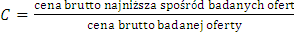 C = cena brutto najniższa spośród badanych ofert
cena brutto badanej oferty